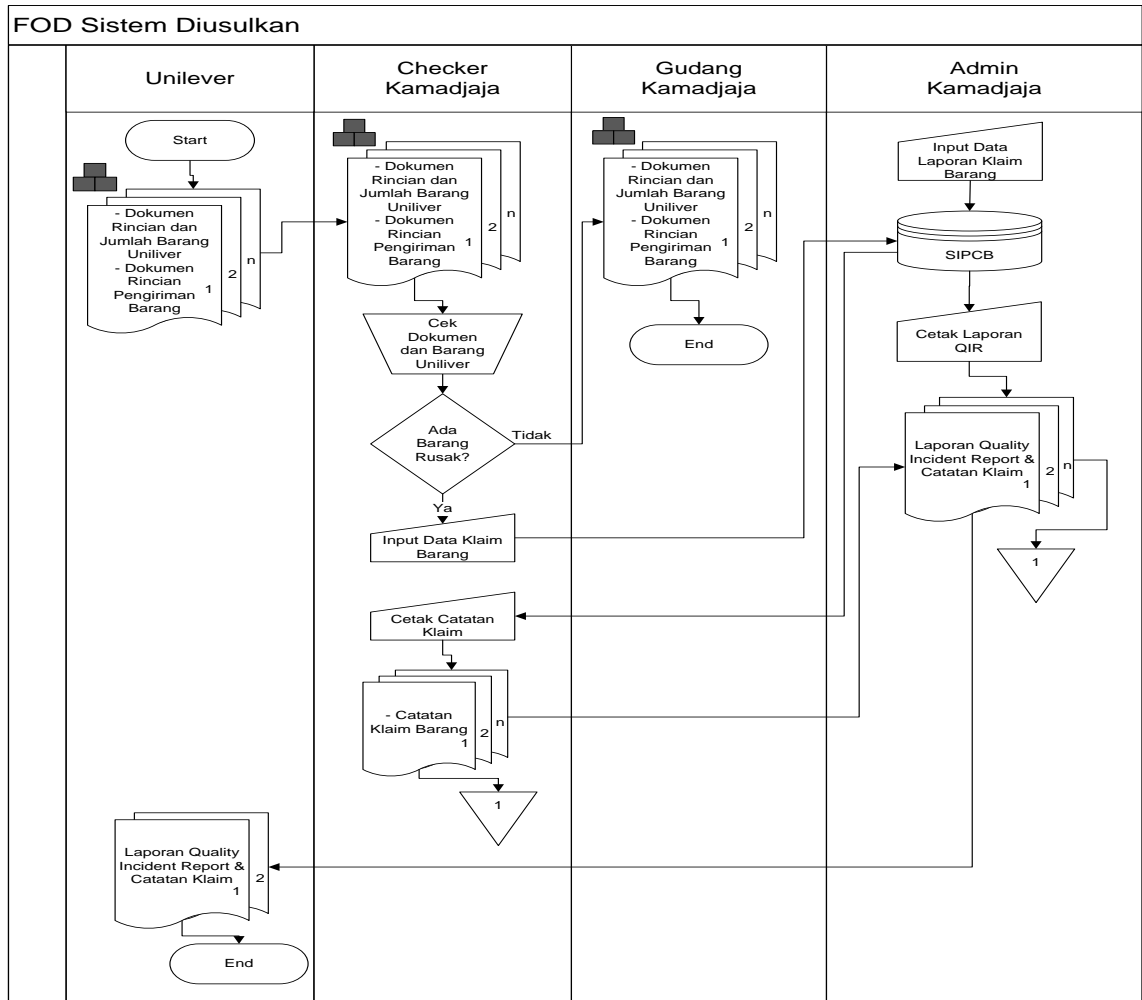 FOD Sistem Diusulkan
Unilever
Checker
Kamadjaja
Gudang
Kamadjaja
Admin
Kamadjaja
Start
- Dokumen
Rincian dan
Jumlah Barang
Uniliver
- Dokumen
Rincian
Pengiriman
Barang
1
2
n
- Dokumen
Rincian dan
Jumlah Barang
Uniliver
- Dokumen
Rincian
Pengiriman
Barang
1
2
n
Cek
Dokumen
dan Barang
Uniliver
Ada
Barang
Rusak?
Tidak
Ya
Input Data Klaim
Barang
Cetak Catatan
Klaim
- Catatan
Klaim Barang
1
2
n
1
- Dokumen
Rincian dan
Jumlah Barang
Uniliver
- Dokumen
Rincian
Pengiriman
Barang
1
2
n
End
Input Data
Laporan Klaim
Barang
SIPCB
Cetak Laporan
QIR
Laporan Quality
Incident Report &
Catatan Klaim
1
2
n
1
Laporan Quality
Incident Report &
Catatan Klaim
1
2
End